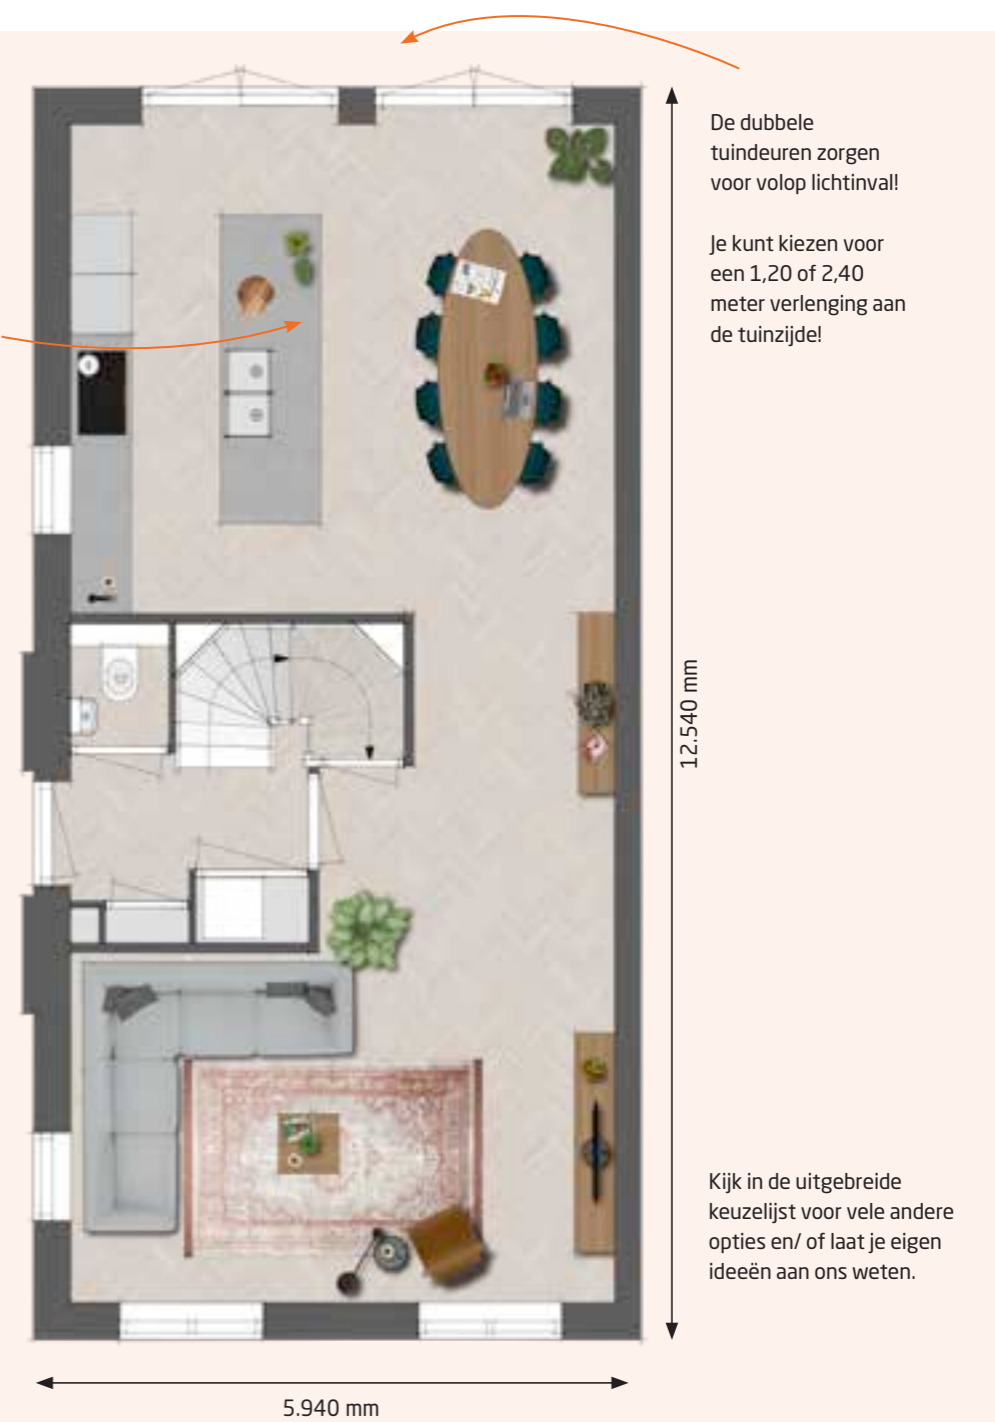 De dubbele
tuindeuren zorgen
voor volop lichtinval!
Je kunt kiezen voor
een 1,20 of 2,40
meter verlenging aan
de tuinzijde!
12.540 mm
Kijk in de uitgebreide
keuzelijst voor vele andere
opties en/ of laat je eigen
ideeën aan ons weten.
5.940 mm